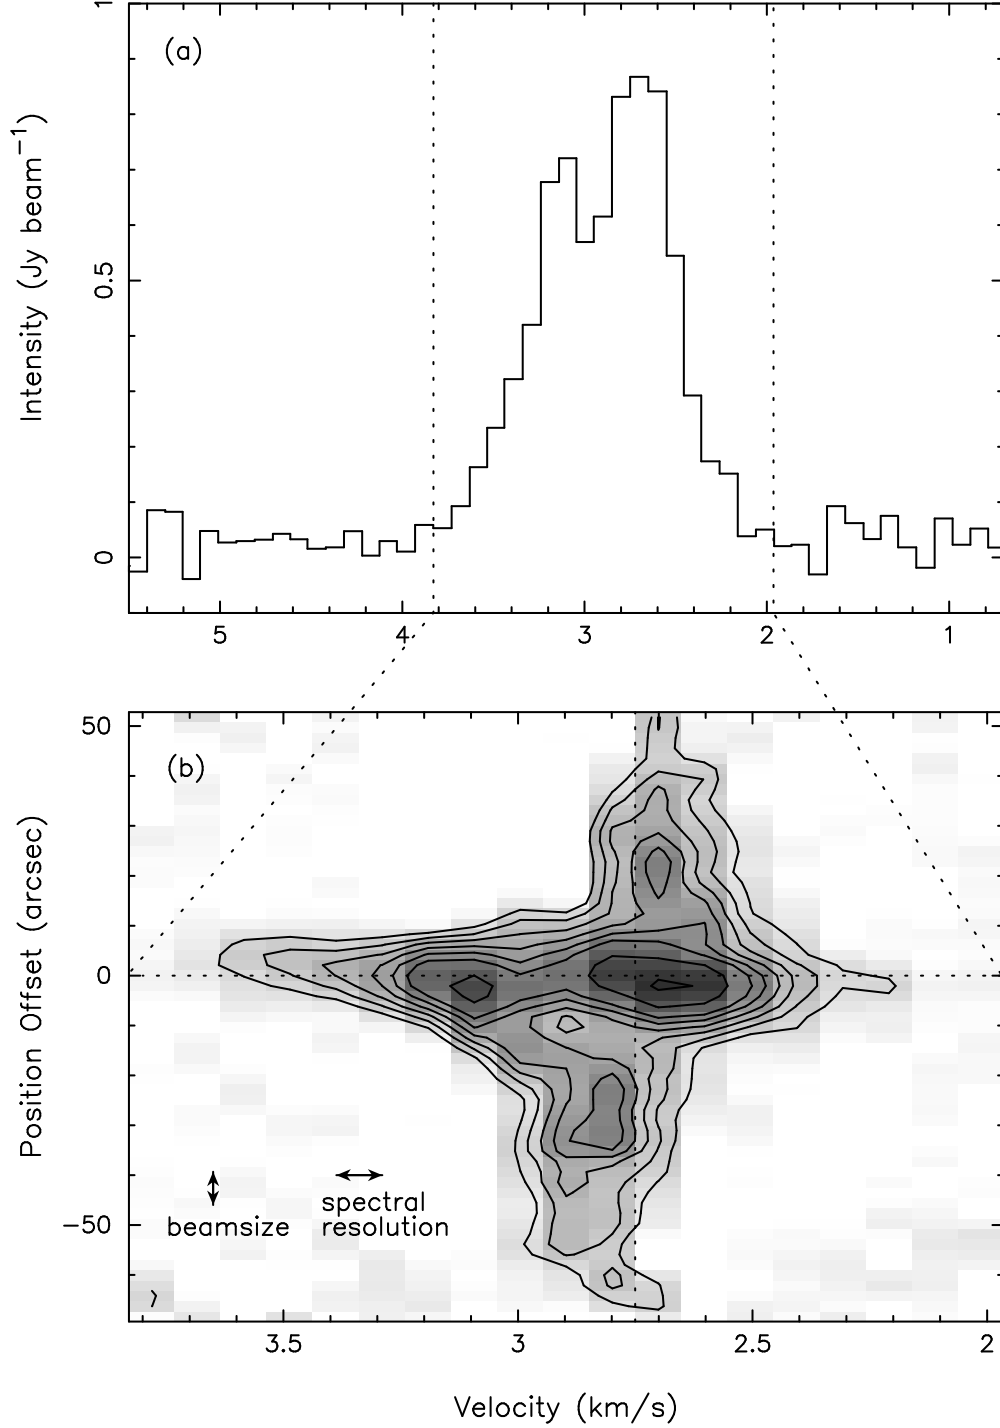 1
(a)
Intensity (Jy beam⁻¹)
0.5
0
5 4 3 2 1
50
(b)
Position Offset (arcsec)
0
beamsize
spectral
resolution
−50
3.5 3 2.5 2
Velocity (km/s)